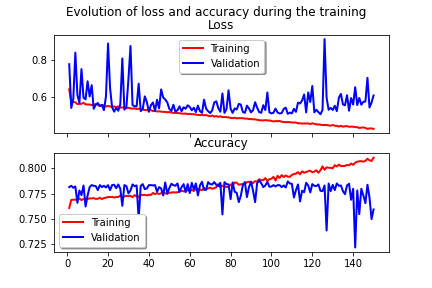 Evolution of loss and accuracy during the training
Loss
0.8
0.6
Training
Validation
Accuracy
0.800
0.775
0.750
0.725
Training
Validation
0 20 40 60 80 100 120 140